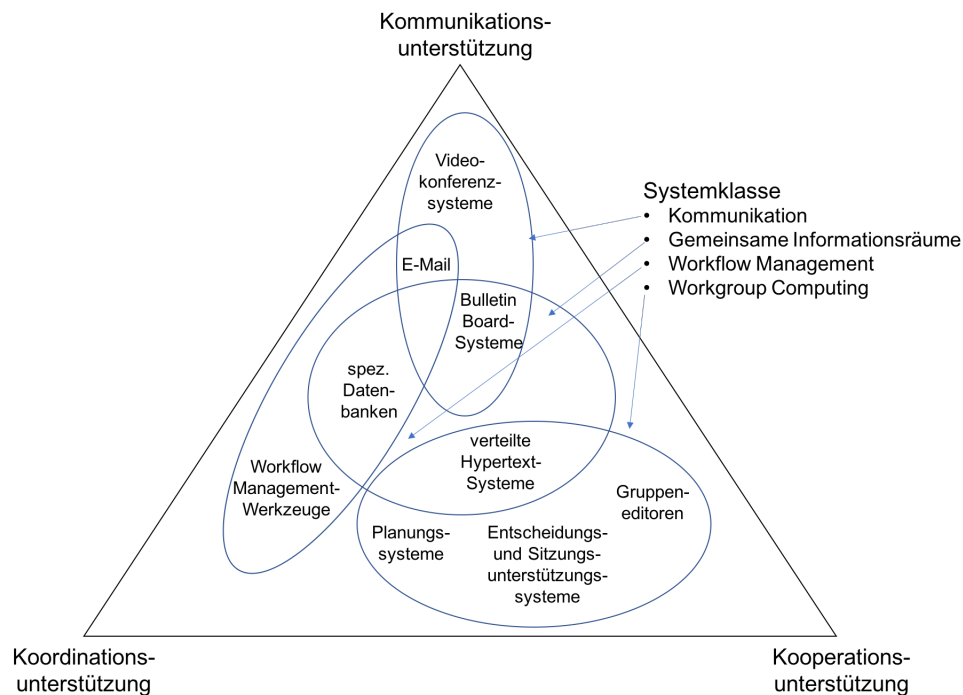 Kommunikations-
unterstützung
Video-
konferenz-
systeme
Systemklasse
• Kommunikation
• Gemeinsame Informationsräume
• Workflow Management
• Workgroup Computing
E-Mail
Bulletin
Board-
Systeme
spez.
Daten-
banken
verteilte
Hypertext-
Systeme
Workflow
Management-
Werkzeuge
Gruppen-
editoren
Planungs-
systeme
Entscheidungs-
und Sitzungs-
unterstützungs-
systeme
Koordinations-
unterstützung
Kooperations-
unterstützung